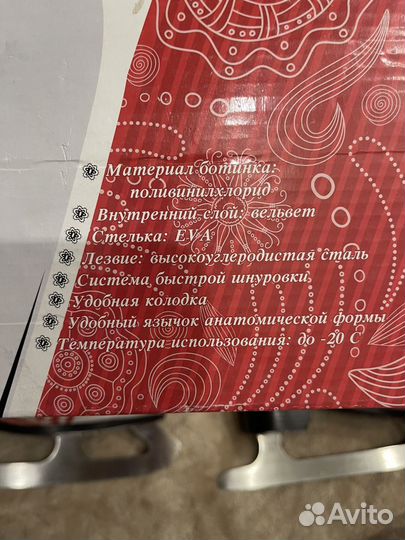 Материал ботинка:
поливинилхлорид
Внутренний слой: вельвет
Стелька: EVA
Лезвие: высокоуглеродистая сталь
Система быстрой шнуровки
Удобная колодка
Удобный язычок анатомической формы
Температура использования: до -20 С
Avito